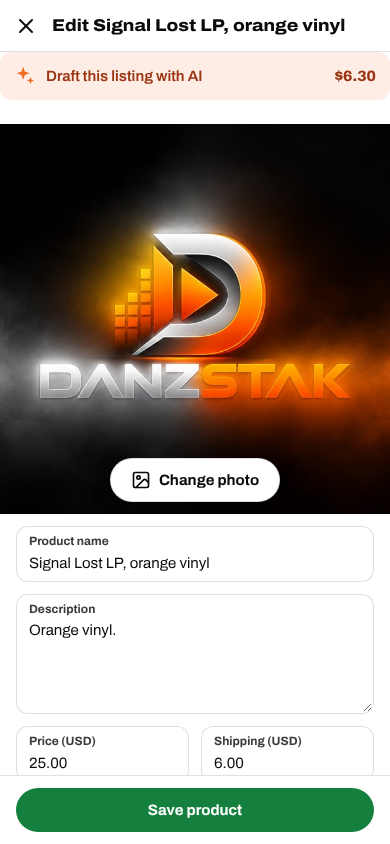 Edit Signal Lost LP, orange vinyl
Draft this listing with AI
$6.30
DANZSTAK
Change photo
Product name
Signal Lost LP, orange vinyl
Description
Orange vinyl.
Price (USD)
25.00
Shipping (USD)
6.00
Save product